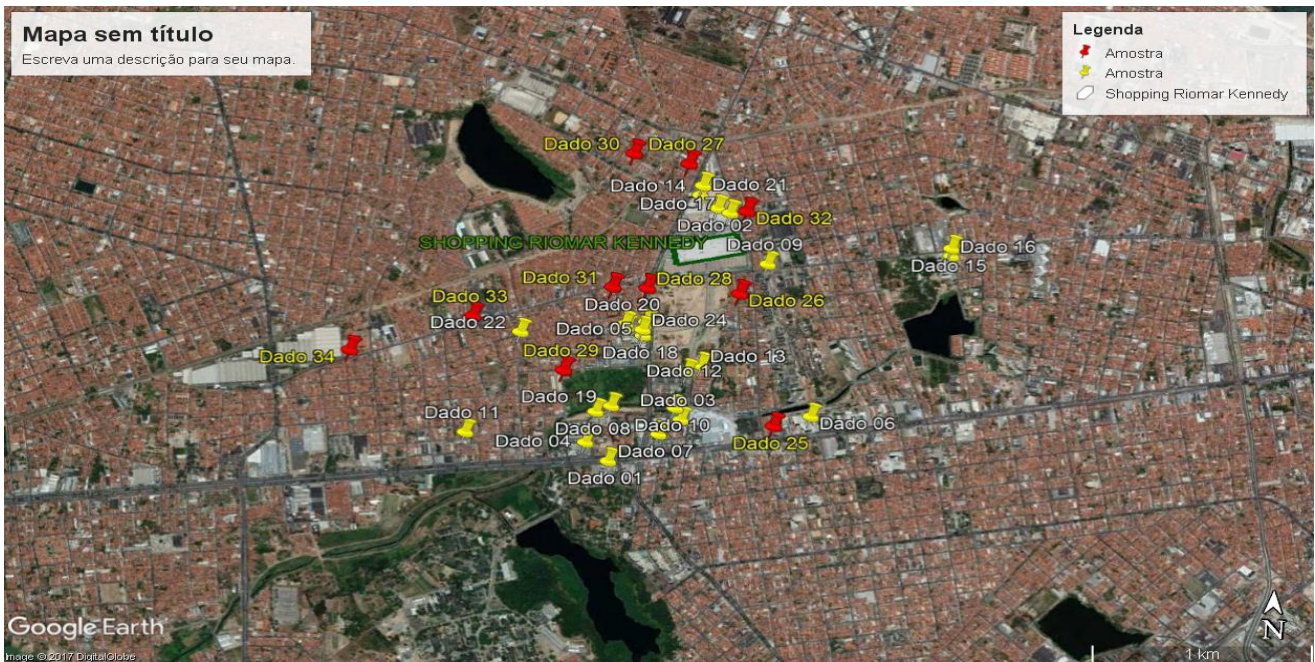 Mapa sem título
Escreva uma descrição para seu mapa.
Legenda
Amostra
Amostra
Shopping Riomar Kennedy
Dado 30
Dado 27
Dado 14
Dado 21
Dado 17
Dado 32
Dado 02
SHOPPING RIOMAR KENNEDY
Dado 09
Dado 16
Dado 15
Dado 31
Dado 28
Dado 33
Dado 20
Dado 26
Dado 22
Dado 05
Dado 24
Dado 34
Dado 29
Dado 18
Dado 13
Dado 12
Dado 19
Dado 03
Dado 11
Dado 08
Dado 10
Dado 06
Dado 04
Dado 25
Dado 07
Dado 01
Google Earth
N
1 km
Image © 2017 DigitalGlobe